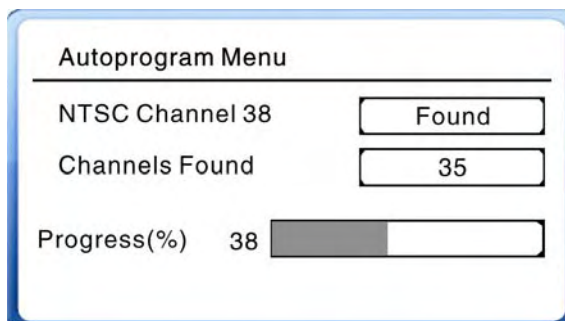 Autoprogram Menu
NTSC Channel 38 Found
Channels Found 35
Progress(%) 38